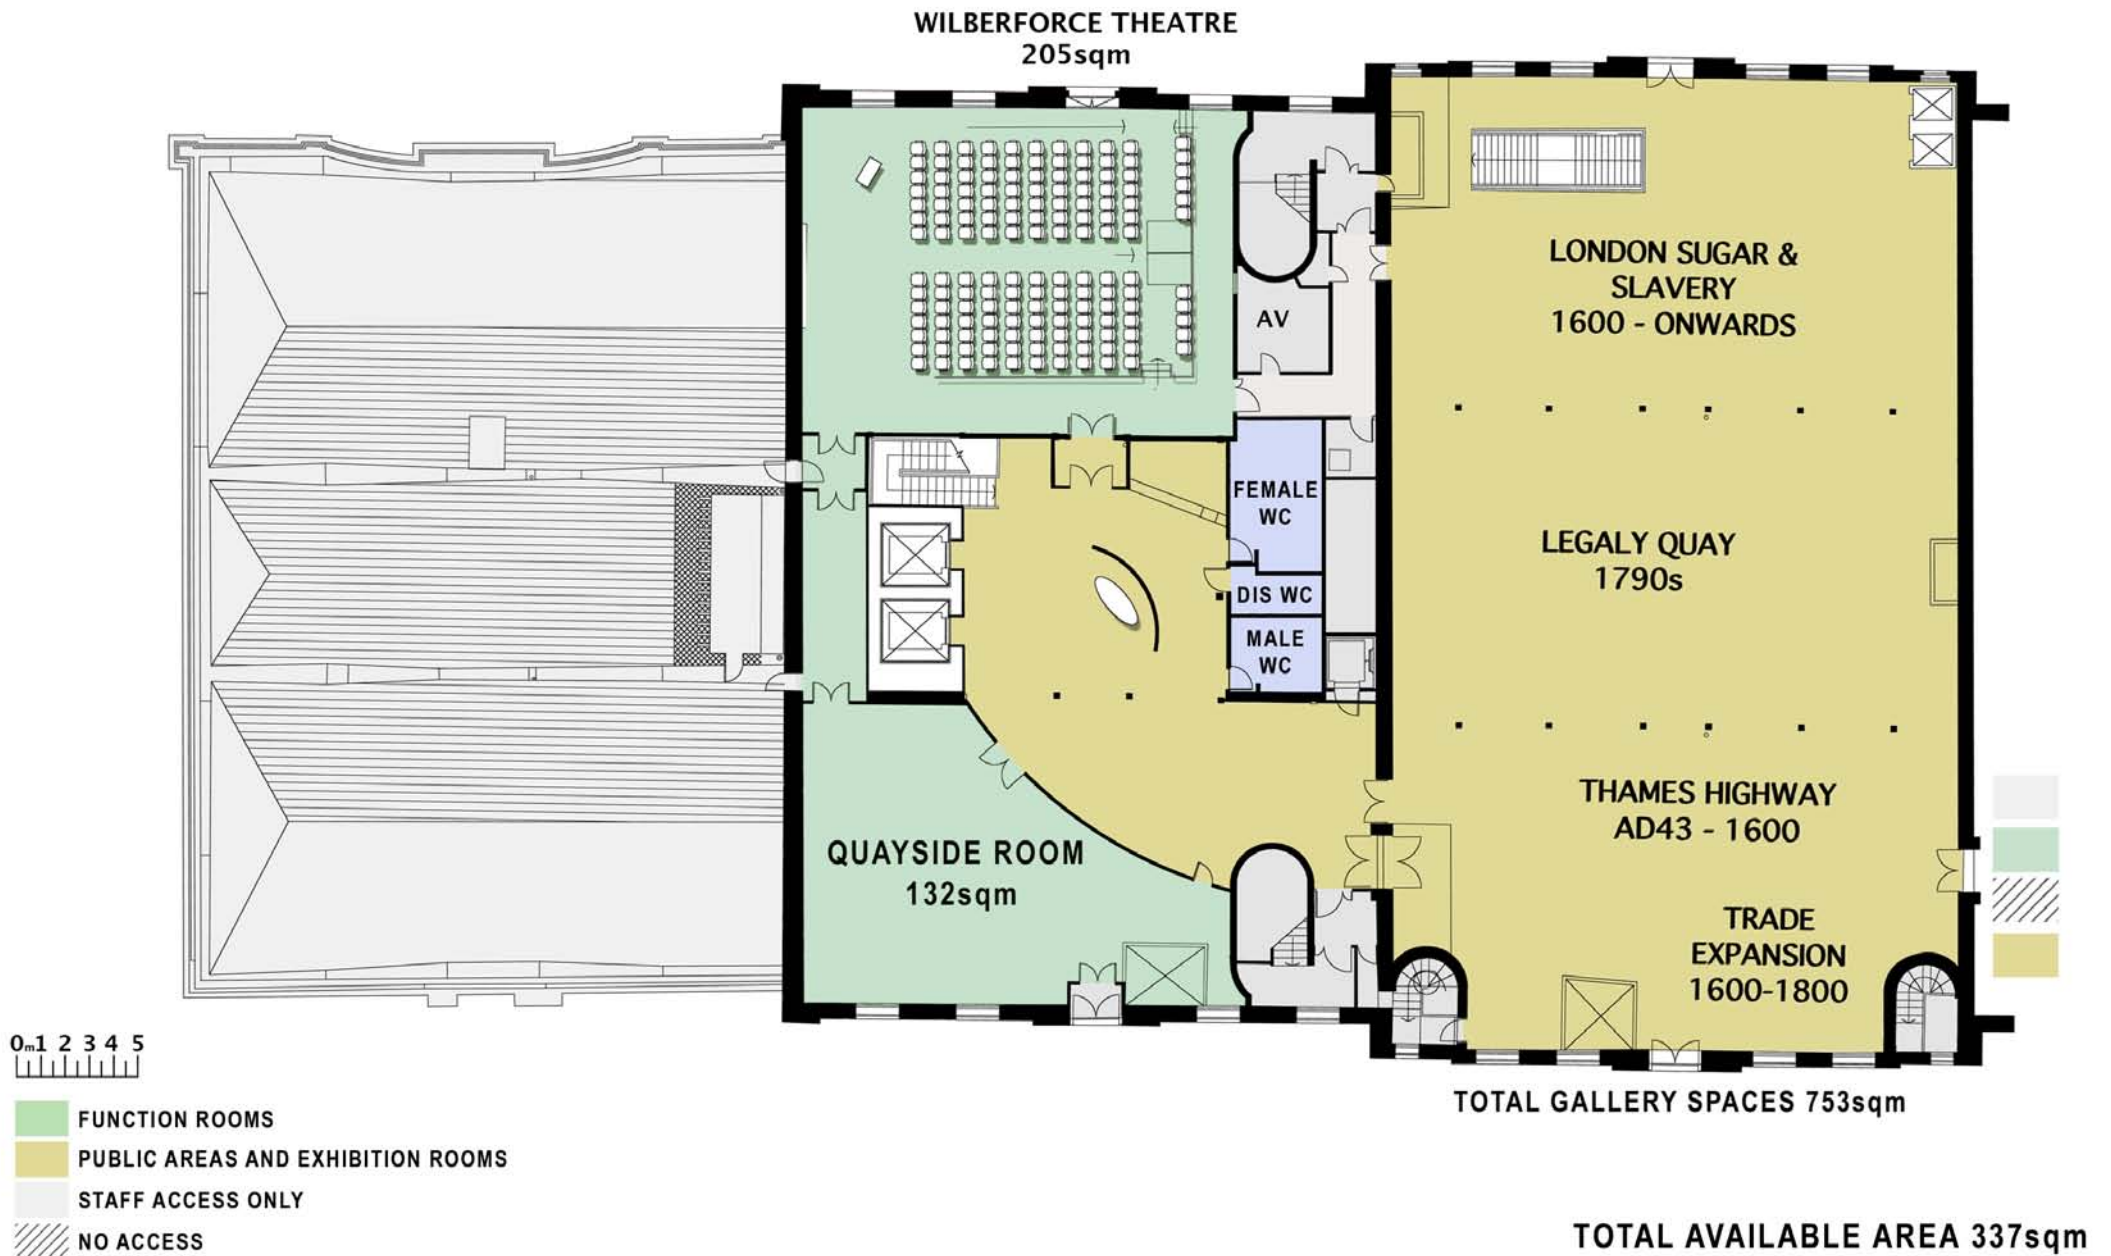 WILBERFORCE THEATRE
205sqm
LONDON SUGAR &
SLAVERY
1600 - ONWARDS
AV
FEMALE
WC
LEGALY QUAY
1790s
DIS WC
MALE
WC
THAMES HIGHWAY
AD43 - 1600
QUAYSIDE ROOM
132sqm
TRADE
EXPANSION
1600-1800
0m1 2 3 4 5
TOTAL GALLERY SPACES 753sqm
FUNCTION ROOMS
PUBLIC AREAS AND EXHIBITION ROOMS
STAFF ACCESS ONLY
NO ACCESS
TOTAL AVAILABLE AREA 337sqm